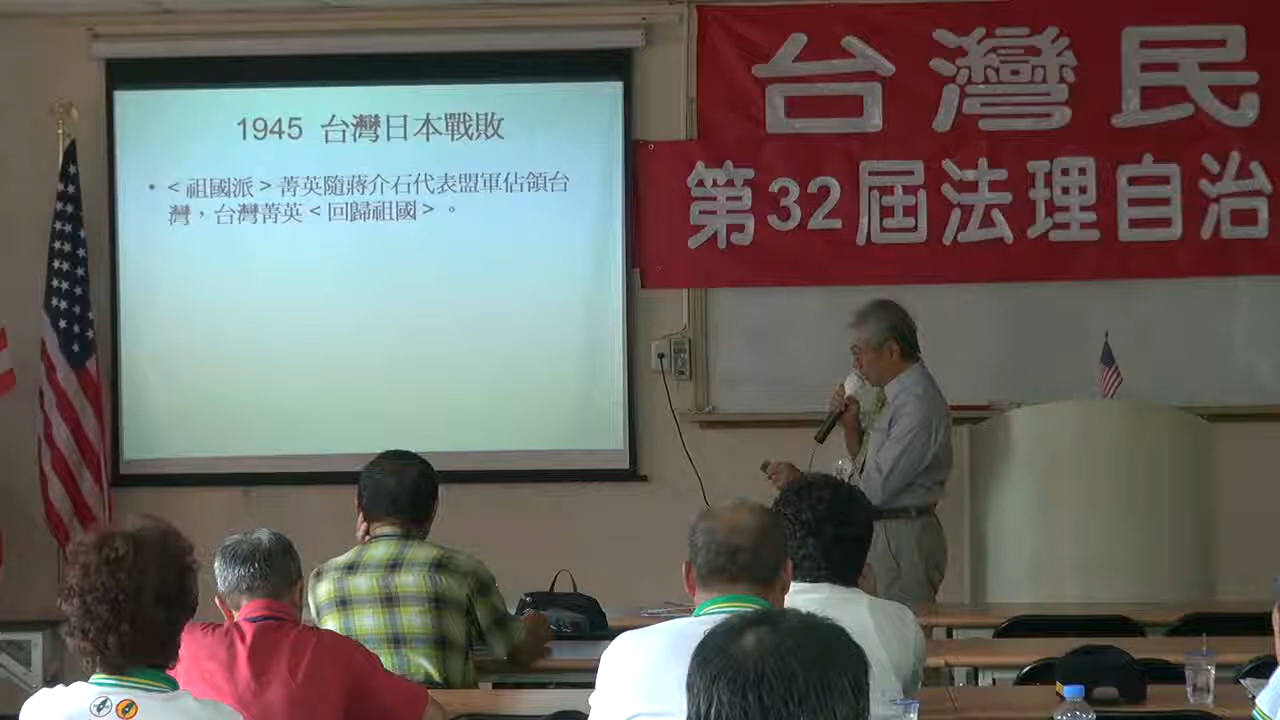 1945 台灣日本戰敗
• <祖國派>菁英隨蔣介石代表盟軍佔領台
灣，台灣菁英<回歸祖國>。
台灣民
第32屆法理自治